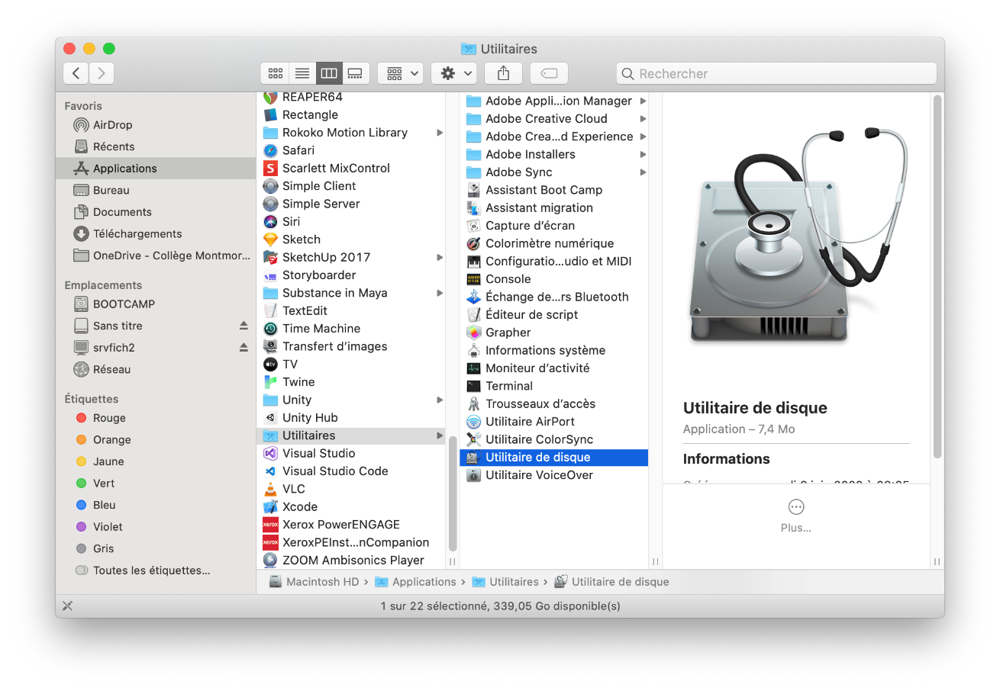 Utilitaires
Rechercher
Favoris
AirDrop
Récents
Applications
Bureau
Documents
Téléchargements
OneDrive – Collège Montmor...
Emplacements
BOOTCAMP
Sans titre
srvfich2
Réseau
Étiquettes
Rouge
Orange
Jaune
Vert
Bleu
Violet
Gris
Toutes les étiquettes...
REAPER64
Rectangle
Rokoko Motion Library
Safari
Scarlett MixControl
Simple Client
Simple Server
Siri
Sketch
SketchUp 2017
Storyboarder
Substance in Maya
TextEdit
Time Machine
Transfert d'images
TV
Twine
Unity
Unity Hub
Utilitaires
Visual Studio
Visual Studio Code
VLC
Xcode
Xerox PowerENGAGE
XeroxPEInst...nCompanion
ZOOM Ambisonics Player
Adobe Appli...ion Manager
Adobe Creative Cloud
Adobe Crea...d Experience
Adobe Installers
Adobe Sync
Assistant Boot Camp
Assistant migration
Capture d'écran
Colorimètre numérique
Configuratio...udio et MIDI
Console
Échange de...rs Bluetooth
Éditeur de script
Grapher
Informations système
Moniteur d'activité
Terminal
Trousseaux d'accès
Utilitaire AirPort
Utilitaire ColorSync
Utilitaire de disque
Utilitaire VoiceOver
Utilitaire de disque
Application – 7,4 Mo
Informations
Plus...
Macintosh HD › Applications › Utilitaires › Utilitaire de disque
1 sur 22 sélectionné, 339,05 Go disponible(s)